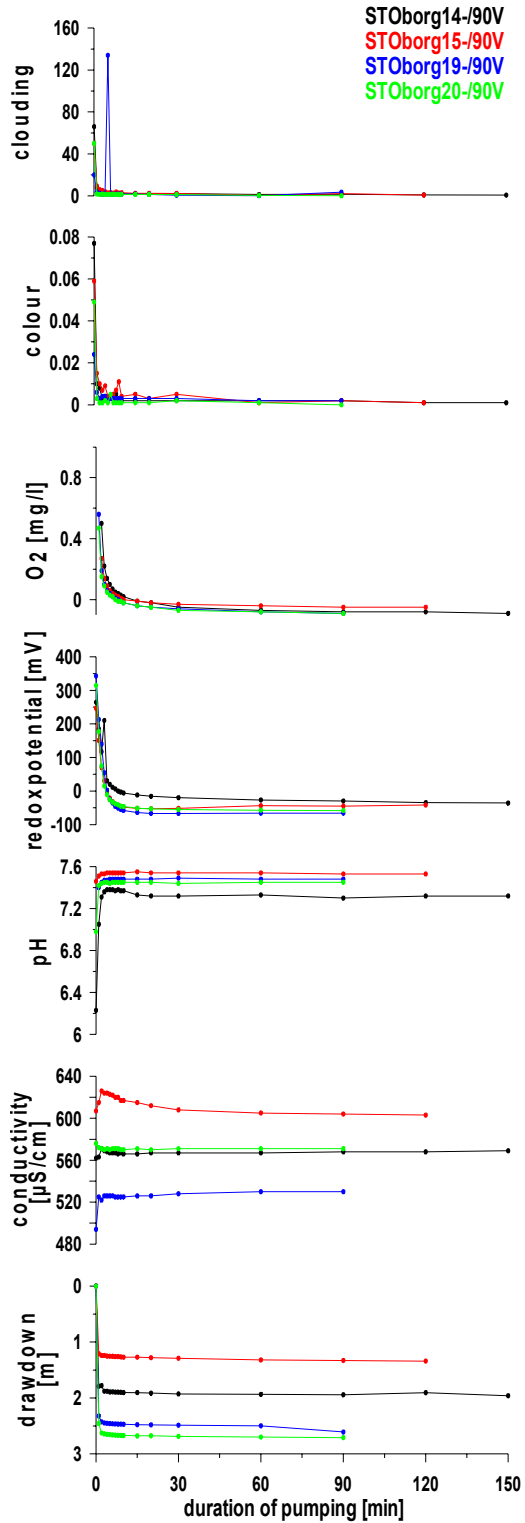 STOborg14-/90V
STOborg15-/90V
STOborg19-/90V
STOborg20-/90V
clouding
160
120
80
40
0
colour
0.08
0.06
0.04
0.02
0
O2 [mg/l]
0.8
0.4
0
redoxpotential [mV]
400
300
200
100
0
-100
pH
7.6
7.2
6.8
6.4
6
conductivity
[µS/cm]
640
600
560
520
480
drawdown
[m]
0
1
2
3
0 30 60 90 120 150
duration of pumping [min]